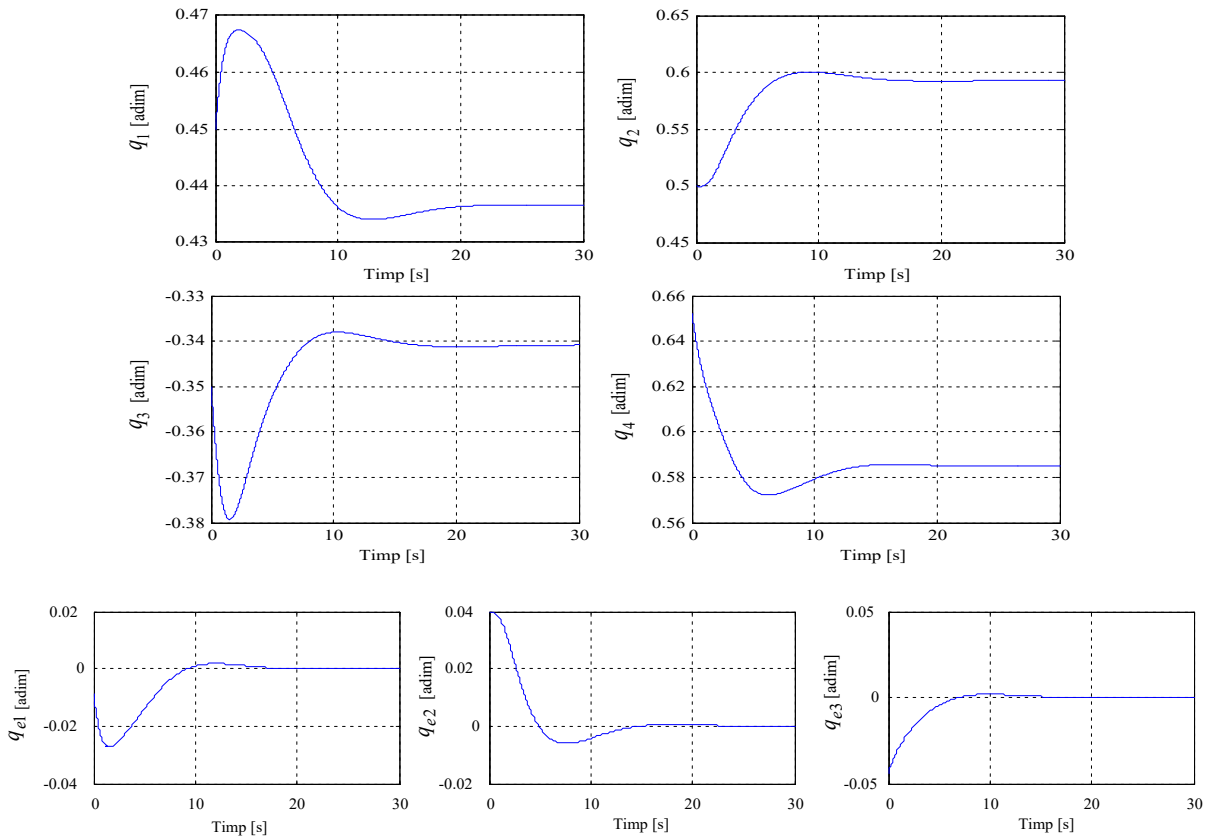 0.47
0.46
0.45
0.44
0.43
q1 [adim]
0 10 20 30
Timp [s]
0.65
0.6
0.55
0.5
0.45
q2 [adim]
0 10 20 30
Timp [s]
-0.33
-0.34
-0.35
-0.36
-0.37
-0.38
q3 [adim]
0 10 20 30
Timp [s]
0.66
0.64
0.62
0.6
0.58
0.56
q4 [adim]
0 10 20 30
Timp [s]
0.02
0
-0.02
-0.04
qe1 [adim]
0 10 20 30
Timp [s]
0.04
0.02
0
-0.02
qe2 [adim]
0 10 20 30
Timp [s]
0.05
0
-0.05
qe3 [adim]
0 10 20 30
Timp [s]